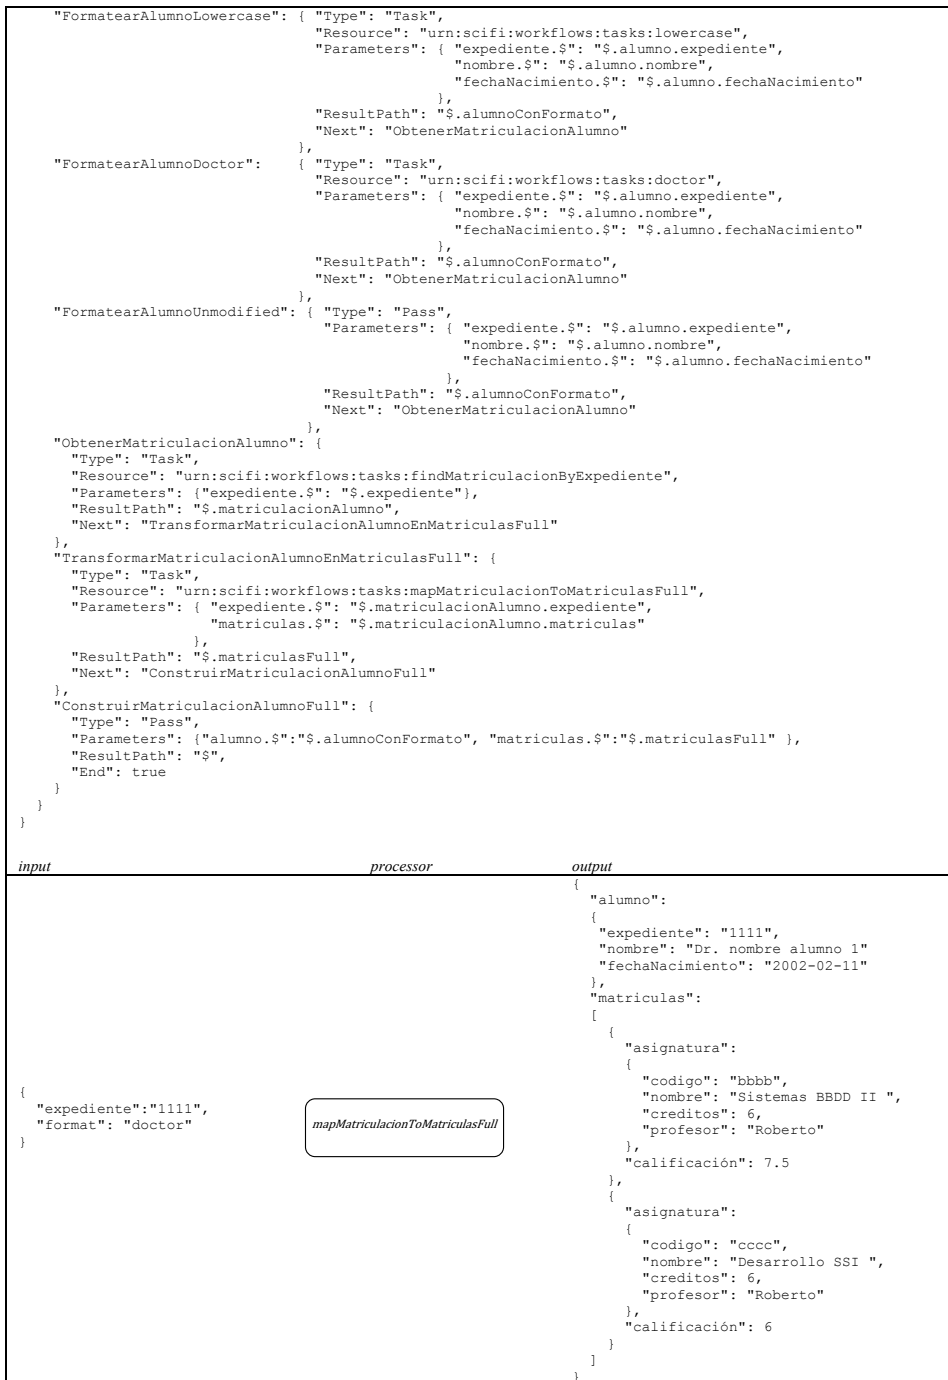 "FormatearAlumnoLowercase": { "Type": "Task",
"Resource": "urn:scifi:workflows:tasks:lowercase",
"Parameters": { "expediente.$": "$.alumno.expediente",
"nombre.$": "$.alumno.nombre",
"fechaNacimiento.$": "$.alumno.fechaNacimiento"
},
"ResultPath": "$.alumnoConFormato",
"Next": "ObtenerMatriculacionAlumno"
},
"FormatearAlumnoDoctor": { "Type": "Task",
"Resource": "urn:scifi:workflows:tasks:doctor",
"Parameters": { "expediente.$": "$.alumno.expediente",
"nombre.$": "$.alumno.nombre",
"fechaNacimiento.$": "$.alumno.fechaNacimiento"
},
"ResultPath": "$.alumnoConFormato",
"Next": "ObtenerMatriculacionAlumno"
},
"FormatearAlumnoUnmodified": { "Type": "Pass",
"Parameters": { "expediente.$": "$.alumno.expediente",
"nombre.$": "$.alumno.nombre",
"fechaNacimiento.$": "$.alumno.fechaNacimiento"
},
"ResultPath": "$.alumnoConFormato",
"Next": "ObtenerMatriculacionAlumno"
},
"ObtenerMatriculacionAlumno": {
"Type": "Task",
"Resource": "urn:scifi:workflows:tasks:findMatriculacionByExpediente",
"Parameters": {"expediente.$": "$.expediente"},
"ResultPath": "$.matriculacionAlumno",
"Next": "TransformarMatriculacionAlumnoEnMatriculasFull"
},
"TransformarMatriculacionAlumnoEnMatriculasFull": {
"Type": "Task",
"Resource": "urn:scifi:workflows:tasks:mapMatriculacionToMatriculasFull",
"Parameters": { "expediente.$": "$.matriculacionAlumno.expediente",
"matriculas.$": "$.matriculacionAlumno.matriculas"
},
"ResultPath": "$.matriculasFull",
"Next": "ConstruirMatriculacionAlumnoFull"
},
"ConstruirMatriculacionAlumnoFull": {
"Type": "Pass",
"Parameters": {"alumno.$":"$.alumnoConFormato", "matriculas.$":"$.matriculasFull" },
"ResultPath": "$",
"End": true
}
}
}
input processor output
{
"expediente":"1111",
"format": "doctor"
}
mapMatriculacionToMatriculasFull
{
"alumno":
{
"expediente": "1111",
"nombre": "Dr. nombre alumno 1"
"fechaNacimiento": "2002-02-11"
},
"matriculas":
[
{
"asignatura":
{
"codigo": "bbbb",
"nombre": "Sistemas BBDD II ",
"creditos": 6,
"profesor": "Roberto"
},
"calificación": 7.5
},
{
"asignatura":
{
"codigo": "cccc",
"nombre": "Desarrollo SSI ",
"creditos": 6,
"profesor": "Roberto"
},
"calificación": 6
}
]
}